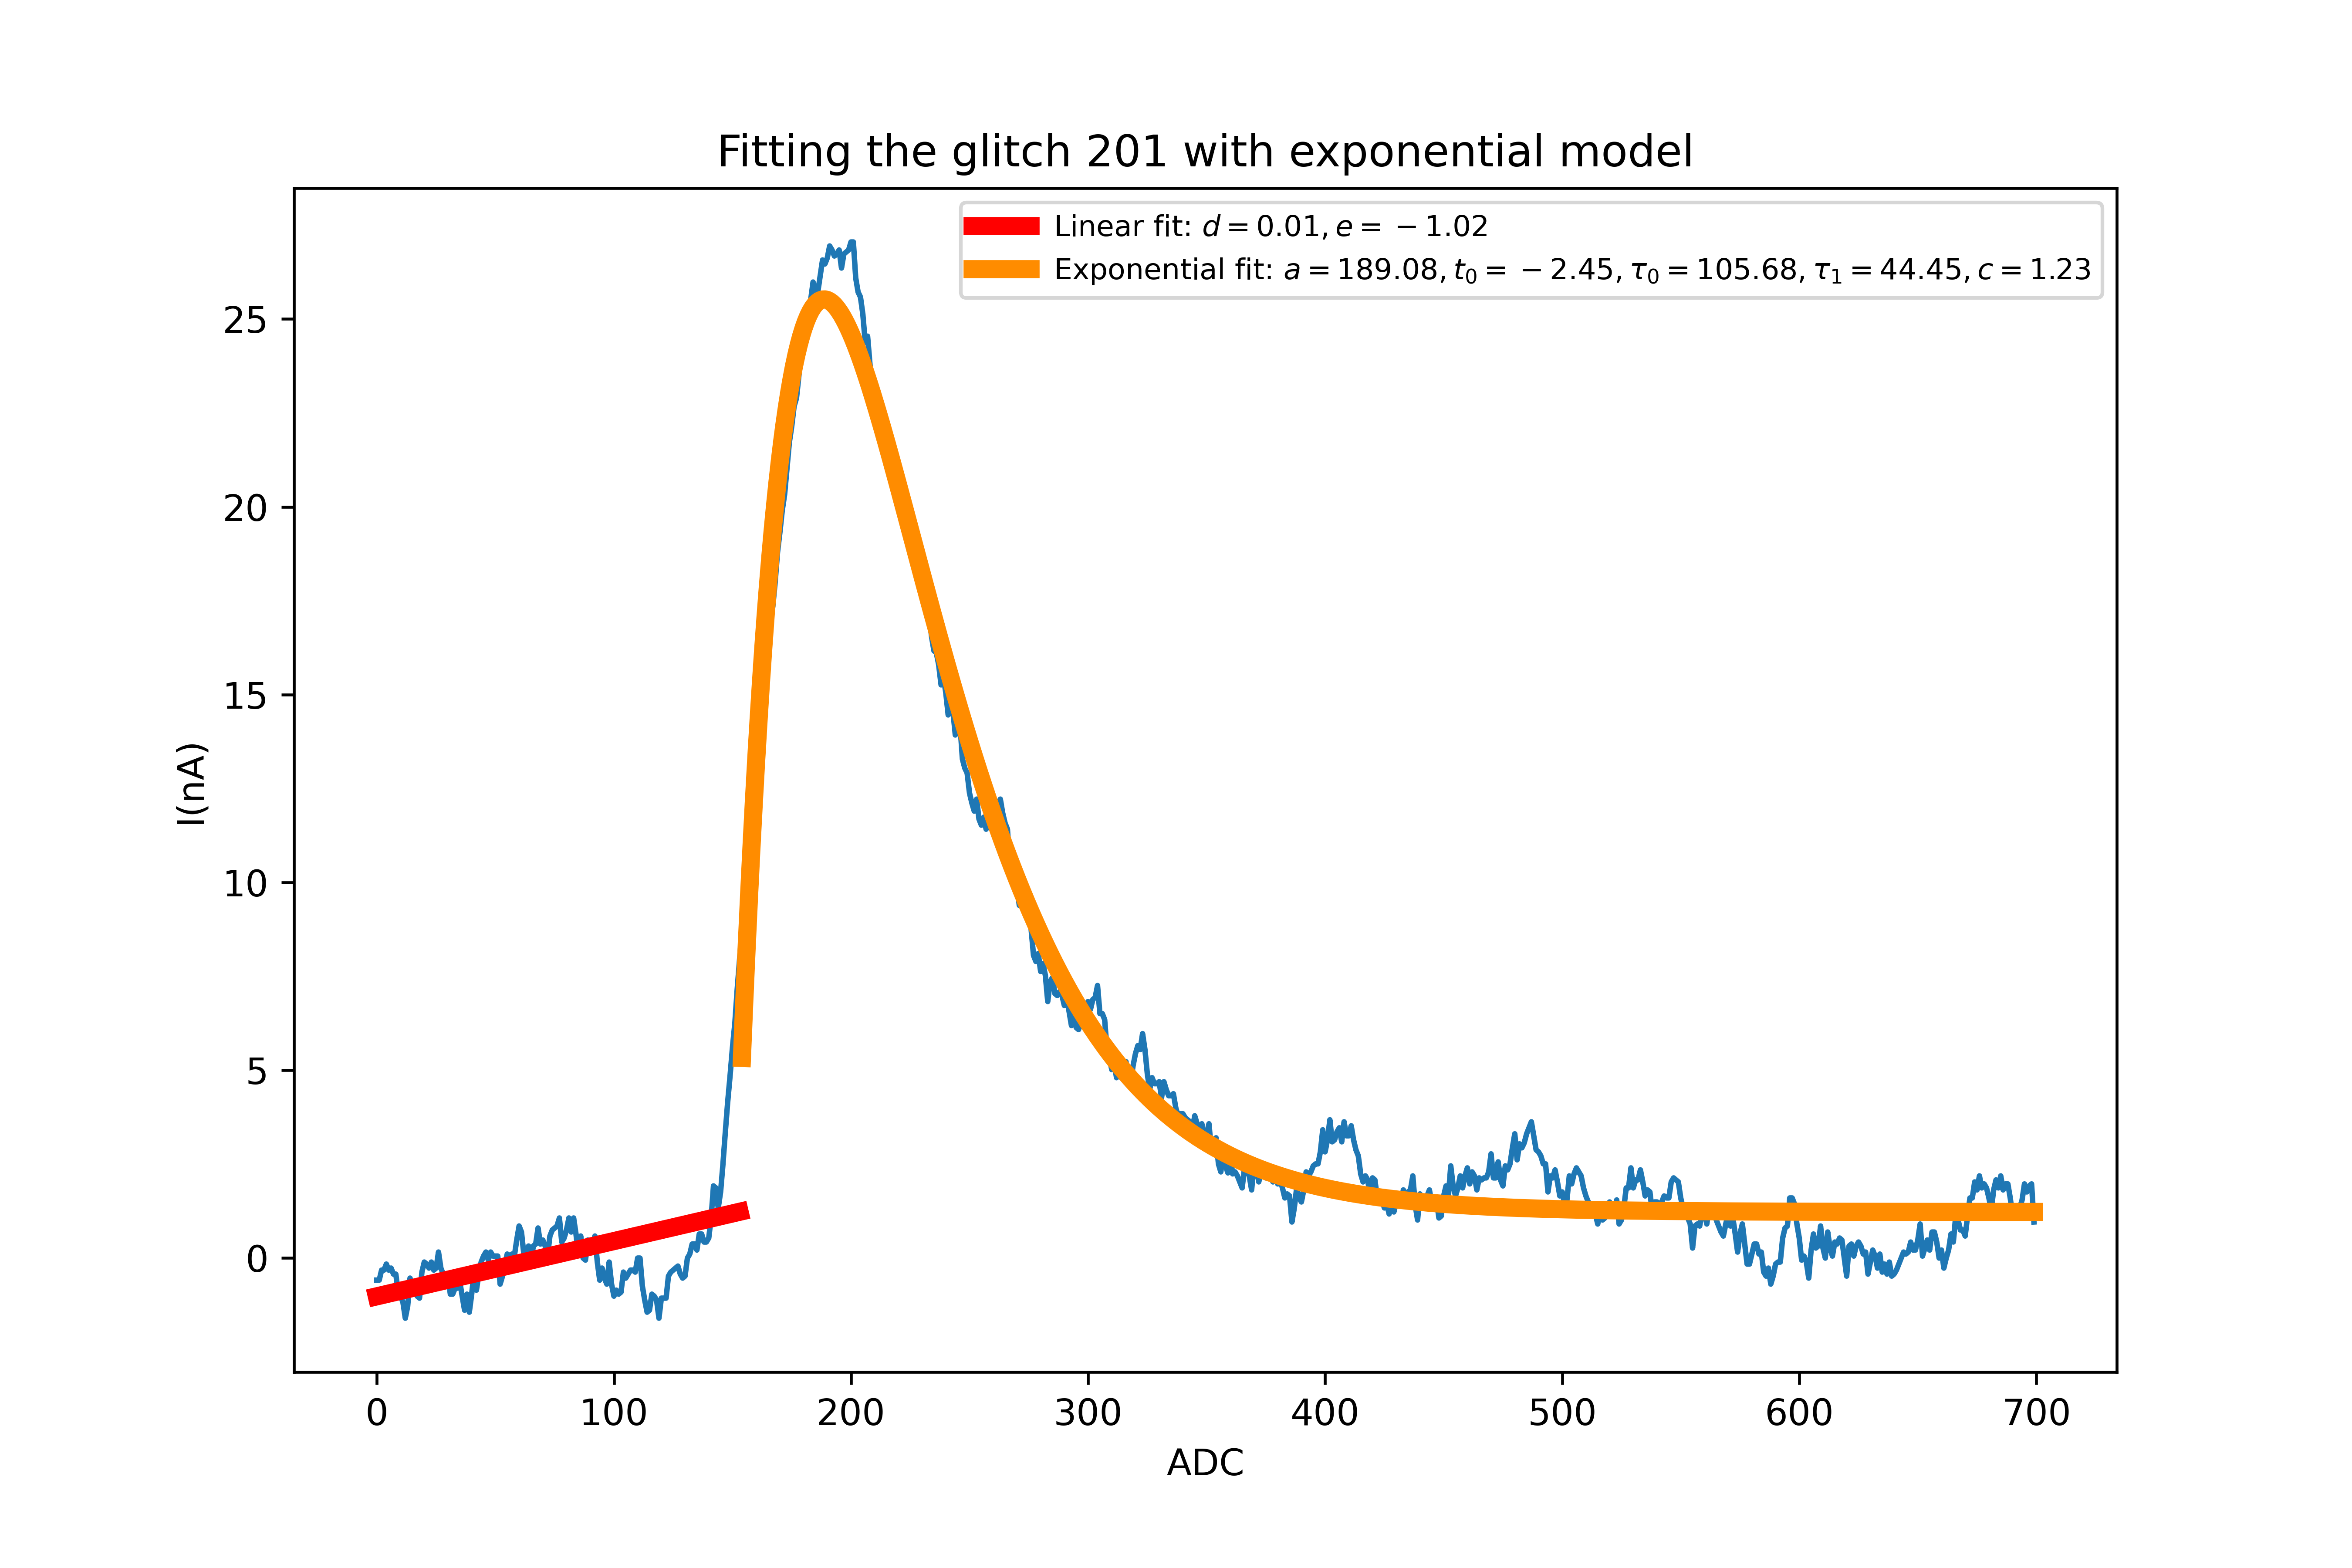 Fitting the glitch 201 with exponential model
Linear fit: d = 0.01, e = −1.02
Exponential fit: a = 189.08, t₀ = −2.45, τ₀ = 105.68, τ₁ = 44.45, c = 1.23
25
20
15
10
5
0
I(nA)
0 100 200 300 400 500 600 700
ADC